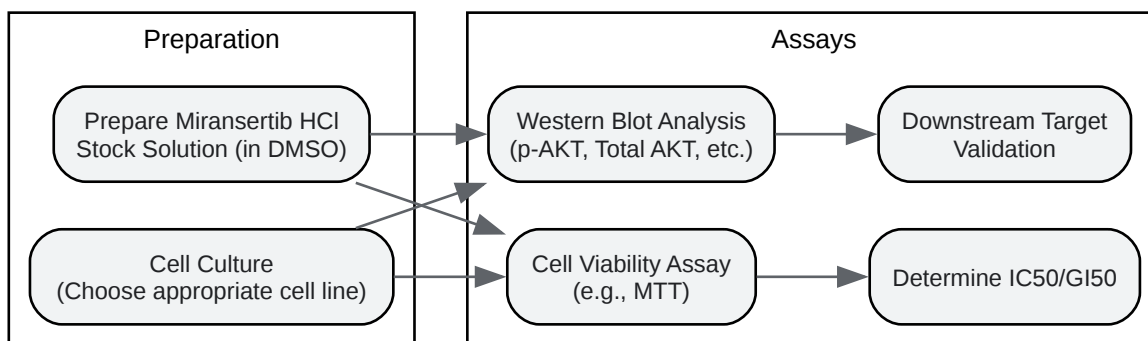 Preparation
Assays
Prepare Miransertib HCl
Stock Solution (in DMSO)
Western Blot Analysis
(p-AKT, Total AKT, etc.)
Downstream Target
Validation
Cell Culture
(Choose appropriate cell line)
Cell Viability Assay
(e.g., MTT)
Determine IC50/GI50